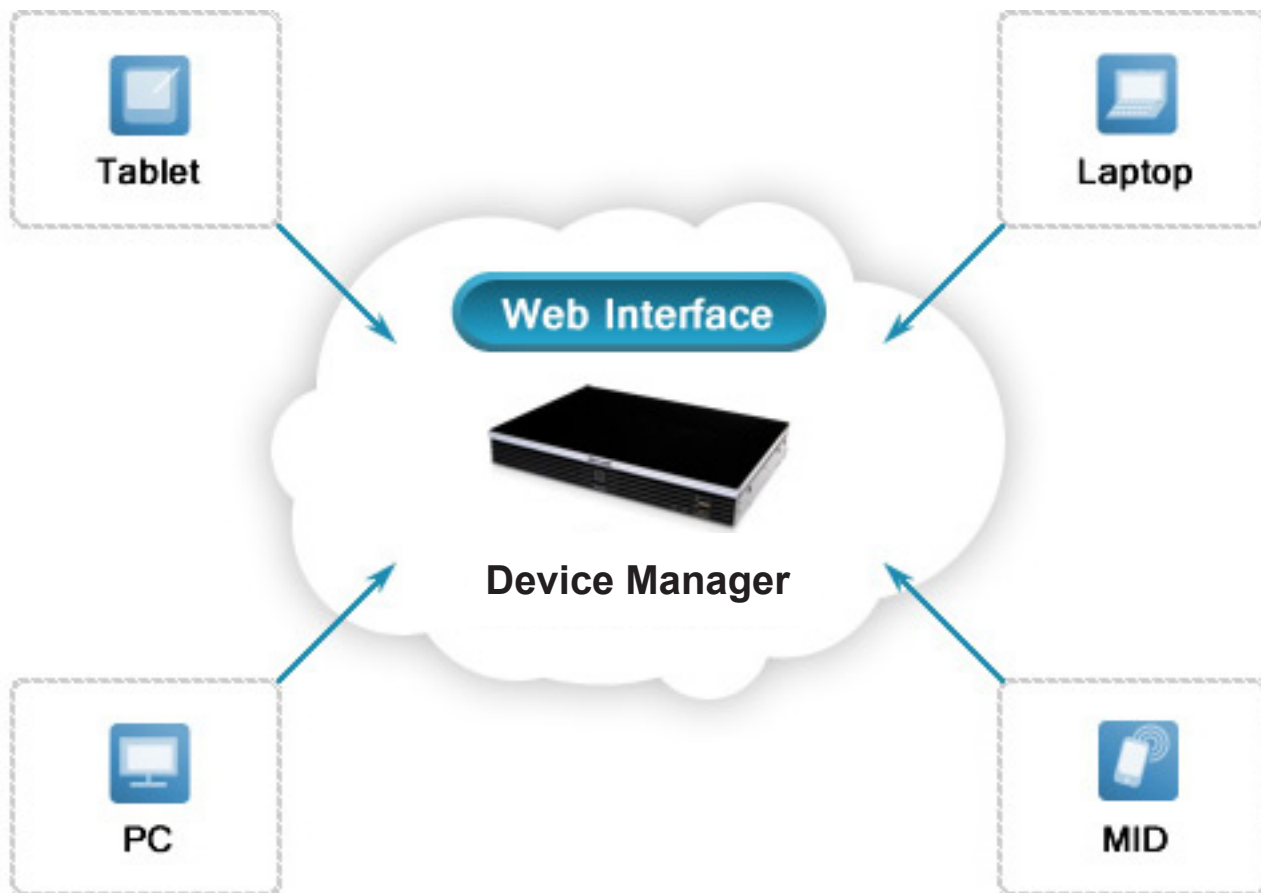 Tablet
Laptop
Web Interface
Device Manager
PC
MID